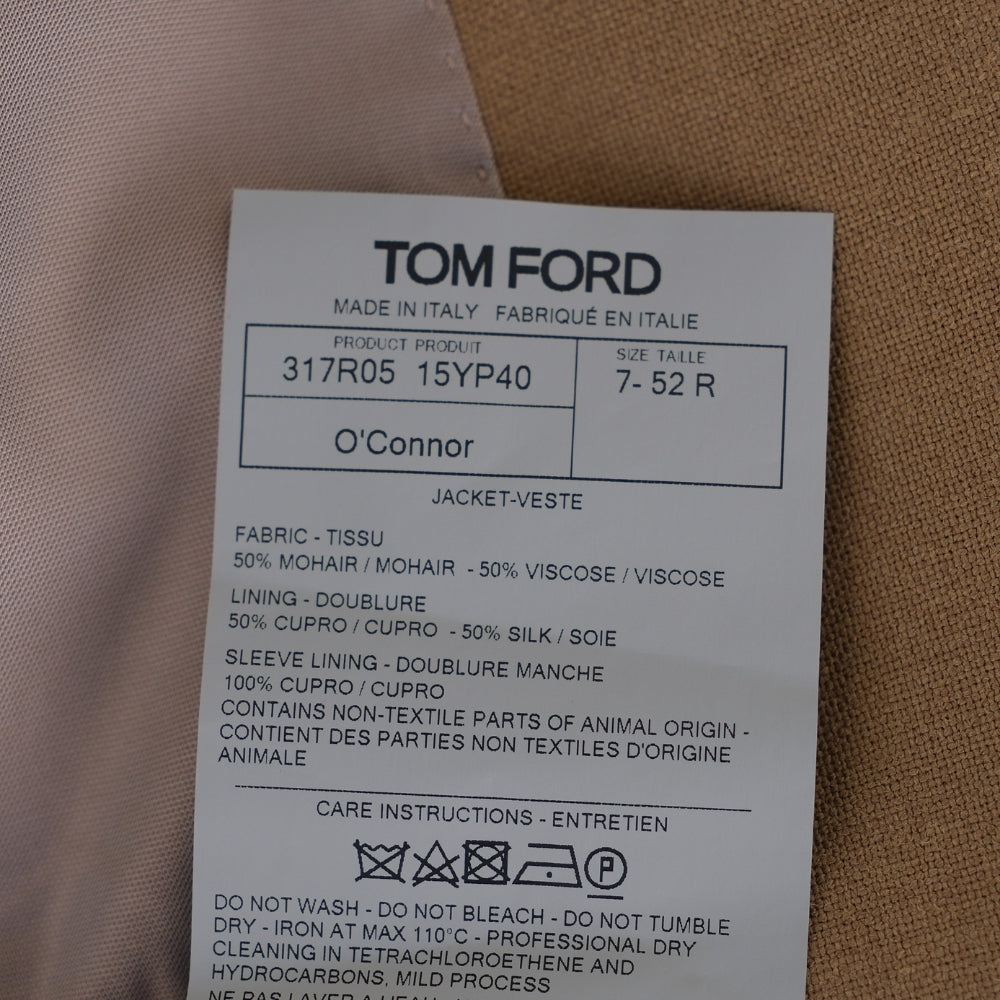 TOM FORD
MADE IN ITALY FABRIQUÉ EN ITALIE
PRODUCT PRODUIT
317R05 15YP40
SIZE TAILLE
7- 52 R
O'Connor
JACKET-VESTE
FABRIC - TISSU
50% MOHAIR / MOHAIR - 50% VISCOSE / VISCOSE
LINING - DOUBLURE
50% CUPRO / CUPRO - 50% SILK / SOIE
SLEEVE LINING - DOUBLURE MANCHE
100% CUPRO / CUPRO
CONTAINS NON-TEXTILE PARTS OF ANIMAL ORIGIN -
CONTIENT DES PARTIES NON TEXTILES D'ORIGINE
ANIMALE
CARE INSTRUCTIONS - ENTRETIEN
P
DO NOT WASH - DO NOT BLEACH - DO NOT TUMBLE
DRY - IRON AT MAX 110°C - PROFESSIONAL DRY
CLEANING IN TETRACHLOROETHENE AND
HYDROCARBONS, MILD PROCESS
NE PAS LAVER A